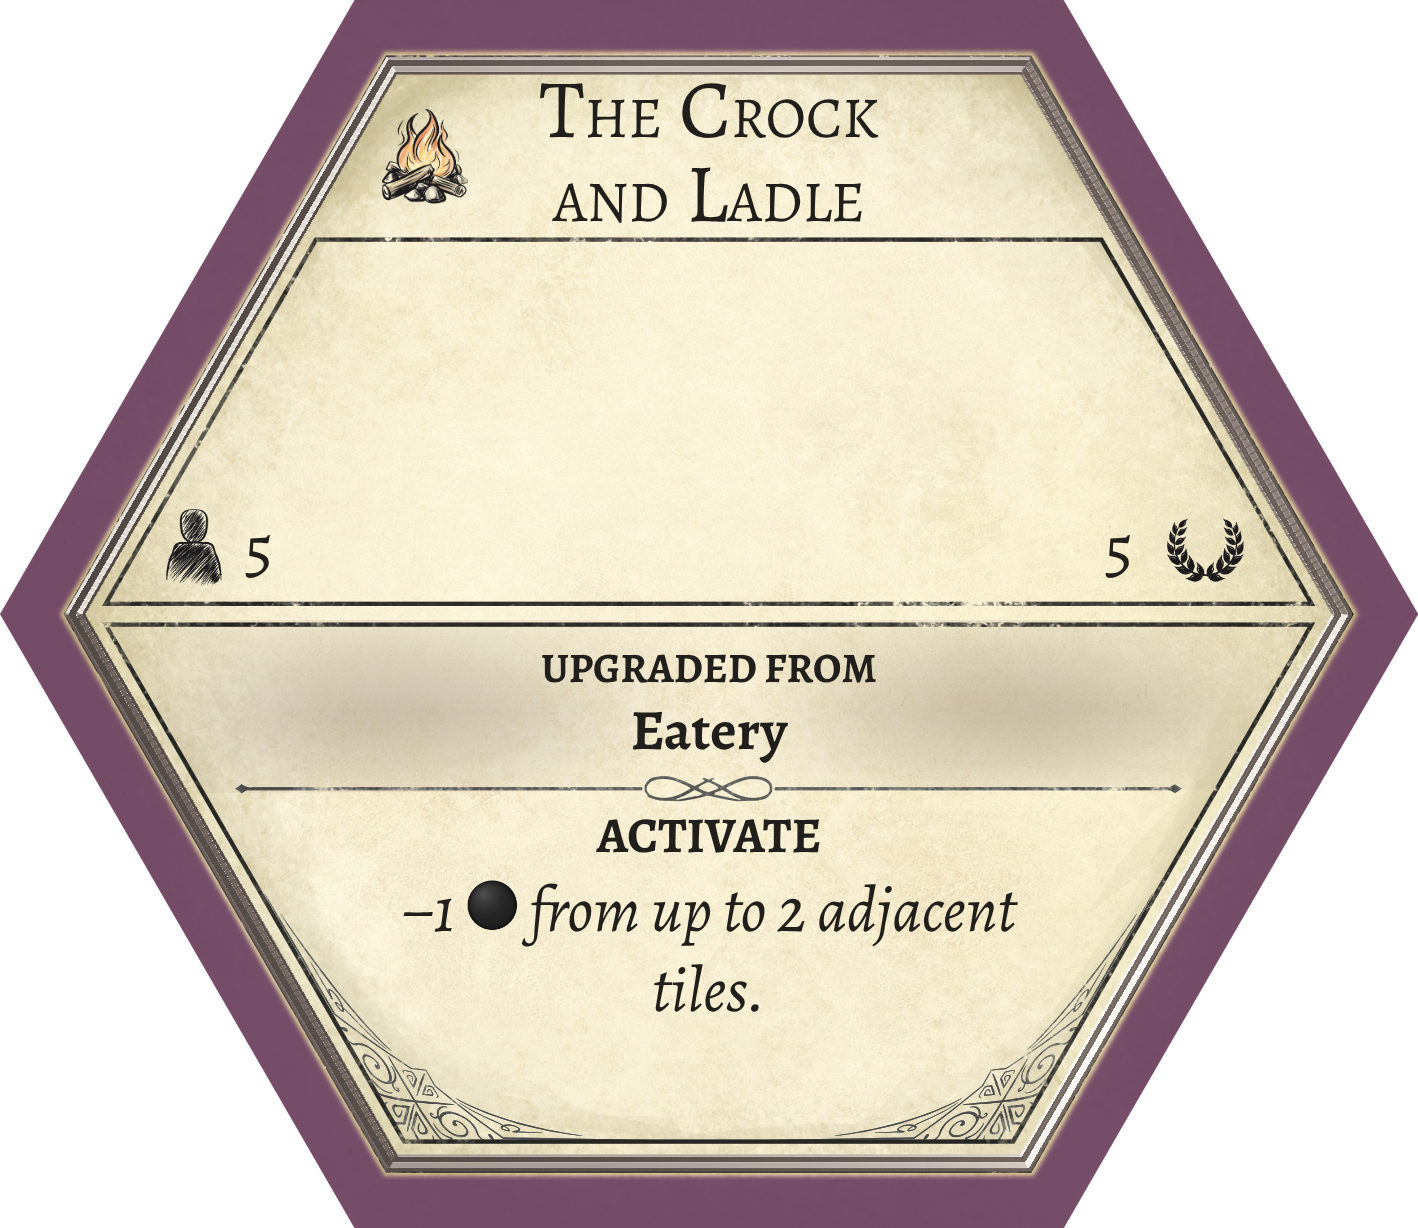 The Crock
and Ladle
5
5
UPGRADED FROM
Eatery
ACTIVATE
–1 from up to 2 adjacent
tiles.